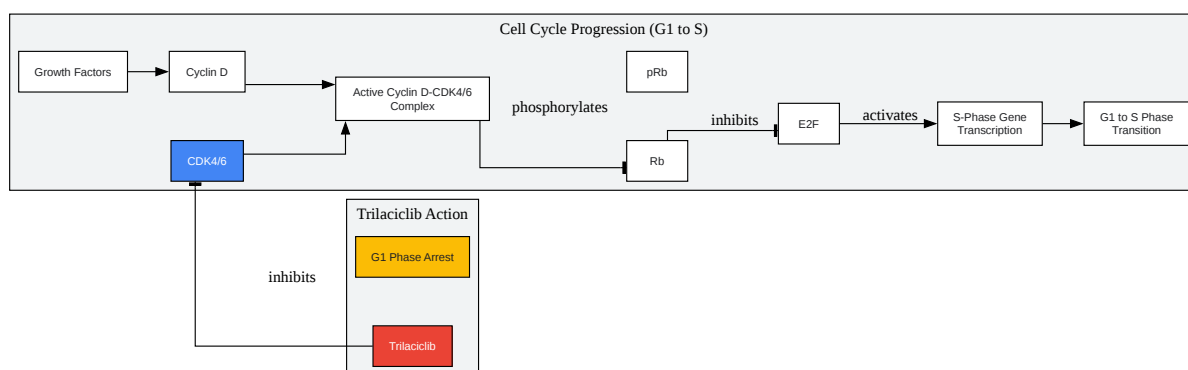 Cell Cycle Progression (G1 to S)
Growth Factors
Cyclin D
Active Cyclin D-CDK4/6
Complex
phosphorylates
pRb
inhibits
E2F
activates
S-Phase Gene
Transcription
G1 to S Phase
Transition
CDK4/6
Rb
Trilaciclib Action
G1 Phase Arrest
inhibits
Trilaciclib